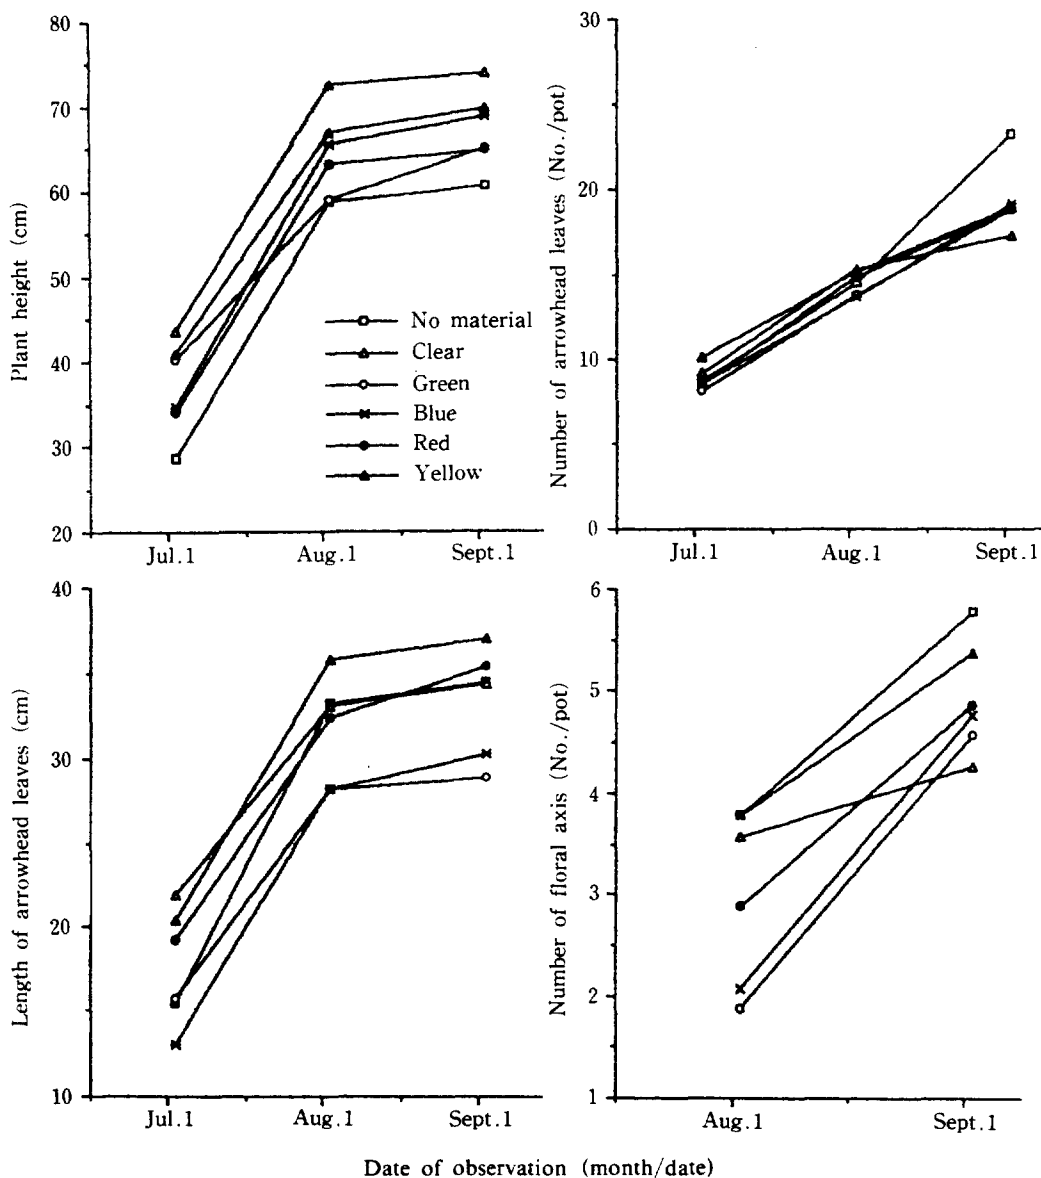 Plant height (cm)
80
70
60
50
40
30
20
Jul.1
Aug.1
Sept.1
No material
Clear
Green
Blue
Red
Yellow
Number of arrowhead leaves (No./pot)
30
20
10
0
Jul.1
Aug.1
Sept.1
Length of arrowhead leaves (cm)
40
30
20
10
Jul.1
Aug.1
Sept.1
Number of floral axis (No./pot)
6
5
4
3
2
1
Aug.1
Sept.1
Date of observation (month/date)